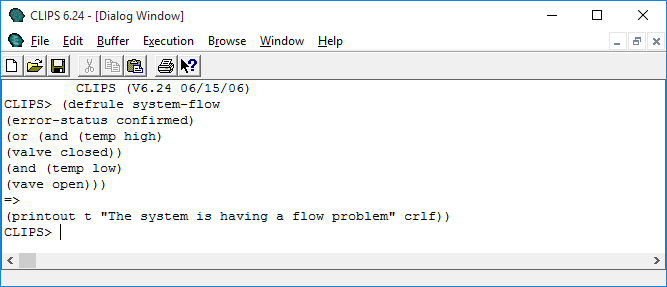 CLIPS 6.24 - [Dialog Window]
File Edit Buffer Execution Browse Window Help
CLIPS (V6.24 06/15/06)
CLIPS> (defrule system-flow
(error-status confirmed)
(or (and (temp high)
(valve closed))
(and (temp low)
(vave open)))
=>
(printout t "The system is having a flow problem" crlf))
CLIPS>